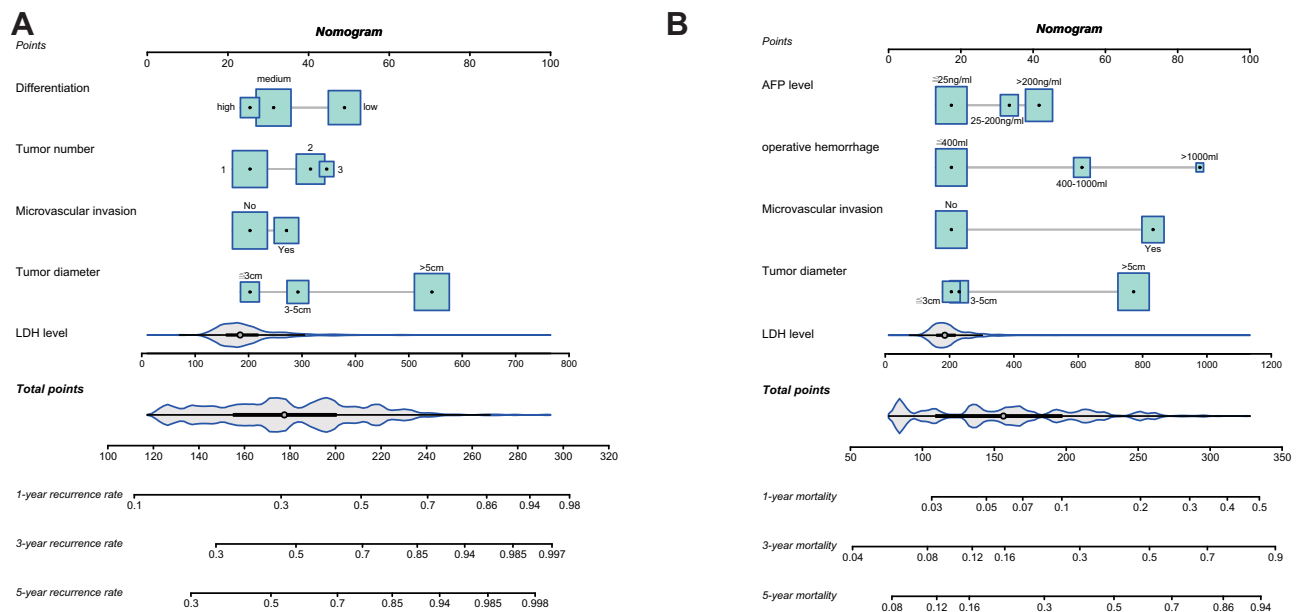 A
Nomogram
Points
0 20 40 60 80 100
Differentiation
medium
high
low
Tumor number
2
1
3
Microvascular invasion
No
Yes
Tumor diameter
>5cm
≦3cm
3-5cm
LDH level
0 100 200 300 400 500 600 700 800
Total points
100 120 140 160 180 200 220 240 260 280 300 320
1-year recurrence rate
0.1 0.3 0.5 0.7 0.86 0.94 0.98
3-year recurrence rate
0.3 0.5 0.7 0.85 0.94 0.985 0.997
5-year recurrence rate
0.3 0.5 0.7 0.85 0.94 0.985 0.998
B
Nomogram
Points
0 20 40 60 80 100
AFP level
≦25ng/ml
>200ng/ml
25-200ng/ml
operative hemorrhage
≦400ml
>1000ml
400-1000ml
Microvascular invasion
No
Yes
Tumor diameter
>5cm
≦3cm
3-5cm
LDH level
0 200 400 600 800 1000 1200
Total points
50 100 150 200 250 300 350
1-year mortality
0.03 0.05 0.07 0.1 0.2 0.3 0.4 0.5
3-year mortality
0.04 0.08 0.12 0.16 0.3 0.5 0.7 0.9
5-year mortality
0.08 0.12 0.16 0.3 0.5 0.7 0.86 0.94